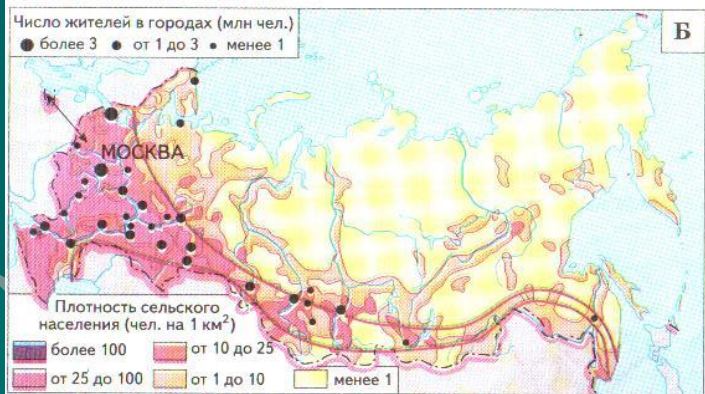 Число жителей в городах (млн чел.)
более 3 от 1 до 3 менее 1
Б
МОСКВА
Плотность сельского
населения (чел. на 1 км²)
более 100 от 10 до 25
от 25 до 100 от 1 до 10 менее 1